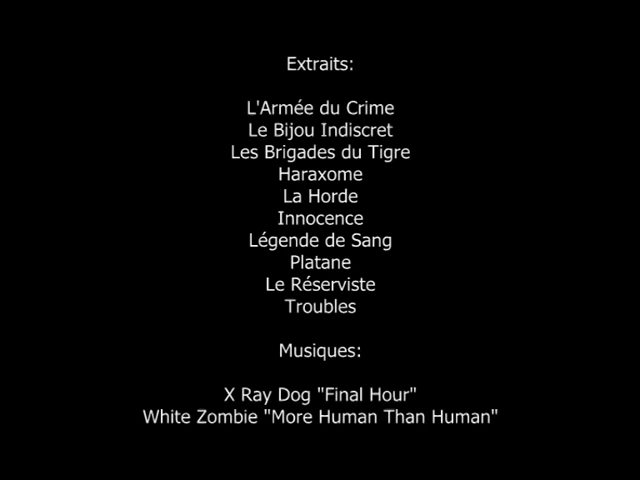 Extraits:
L'Armée du Crime
Le Bijou Indiscret
Les Brigades du Tigre
Haraxome
La Horde
Innocence
Légende de Sang
Platane
Le Réserviste
Troubles
Musiques:
X Ray Dog "Final Hour"
White Zombie "More Human Than Human"